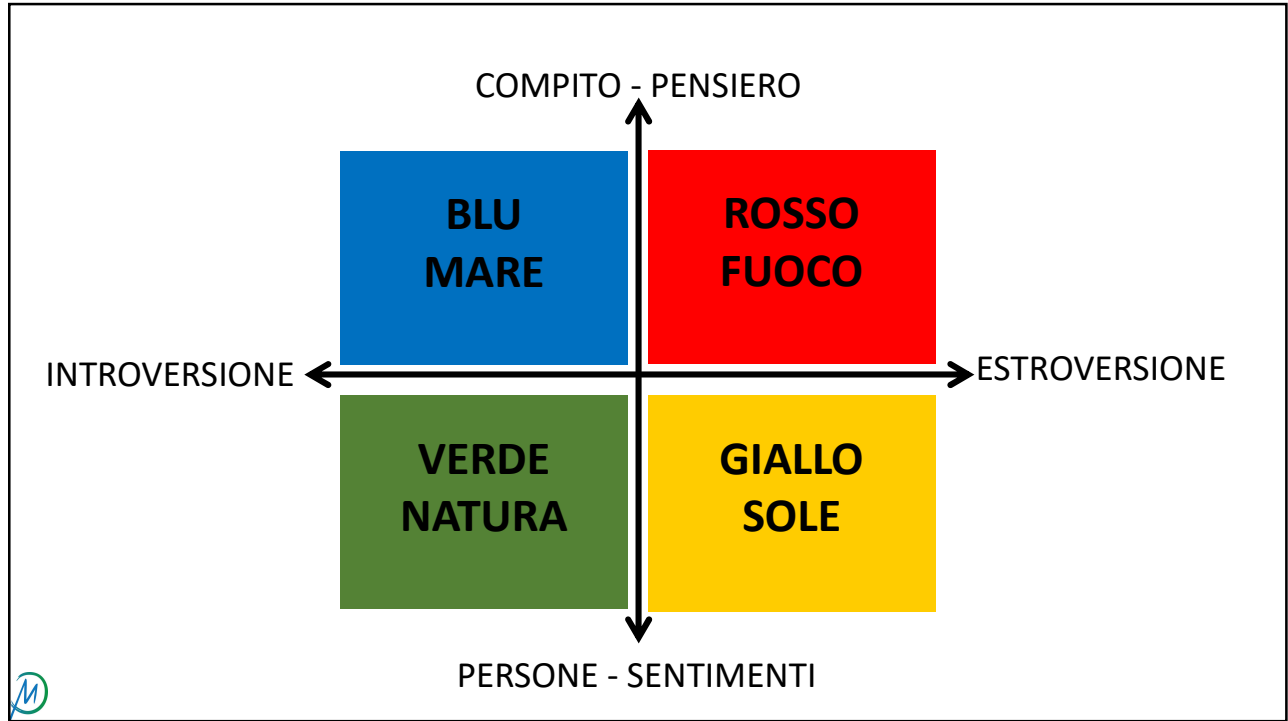 COMPITO - PENSIERO
BLU
MARE
ROSSO
FUOCO
INTROVERSIONE
ESTROVERSIONE
VERDE
NATURA
GIALLO
SOLE
PERSONE - SENTIMENTI
M